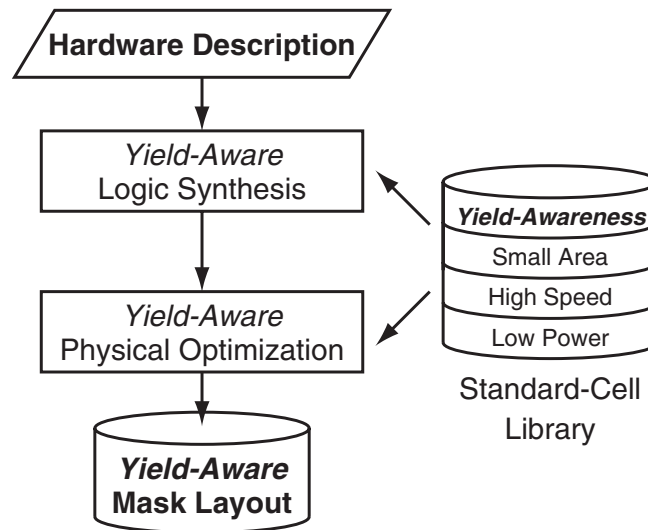 Hardware Description
Yield-Aware
Logic Synthesis
Yield-Awareness
Small Area
High Speed
Low Power
Standard-Cell
Library
Yield-Aware
Physical Optimization
Yield-Aware
Mask Layout